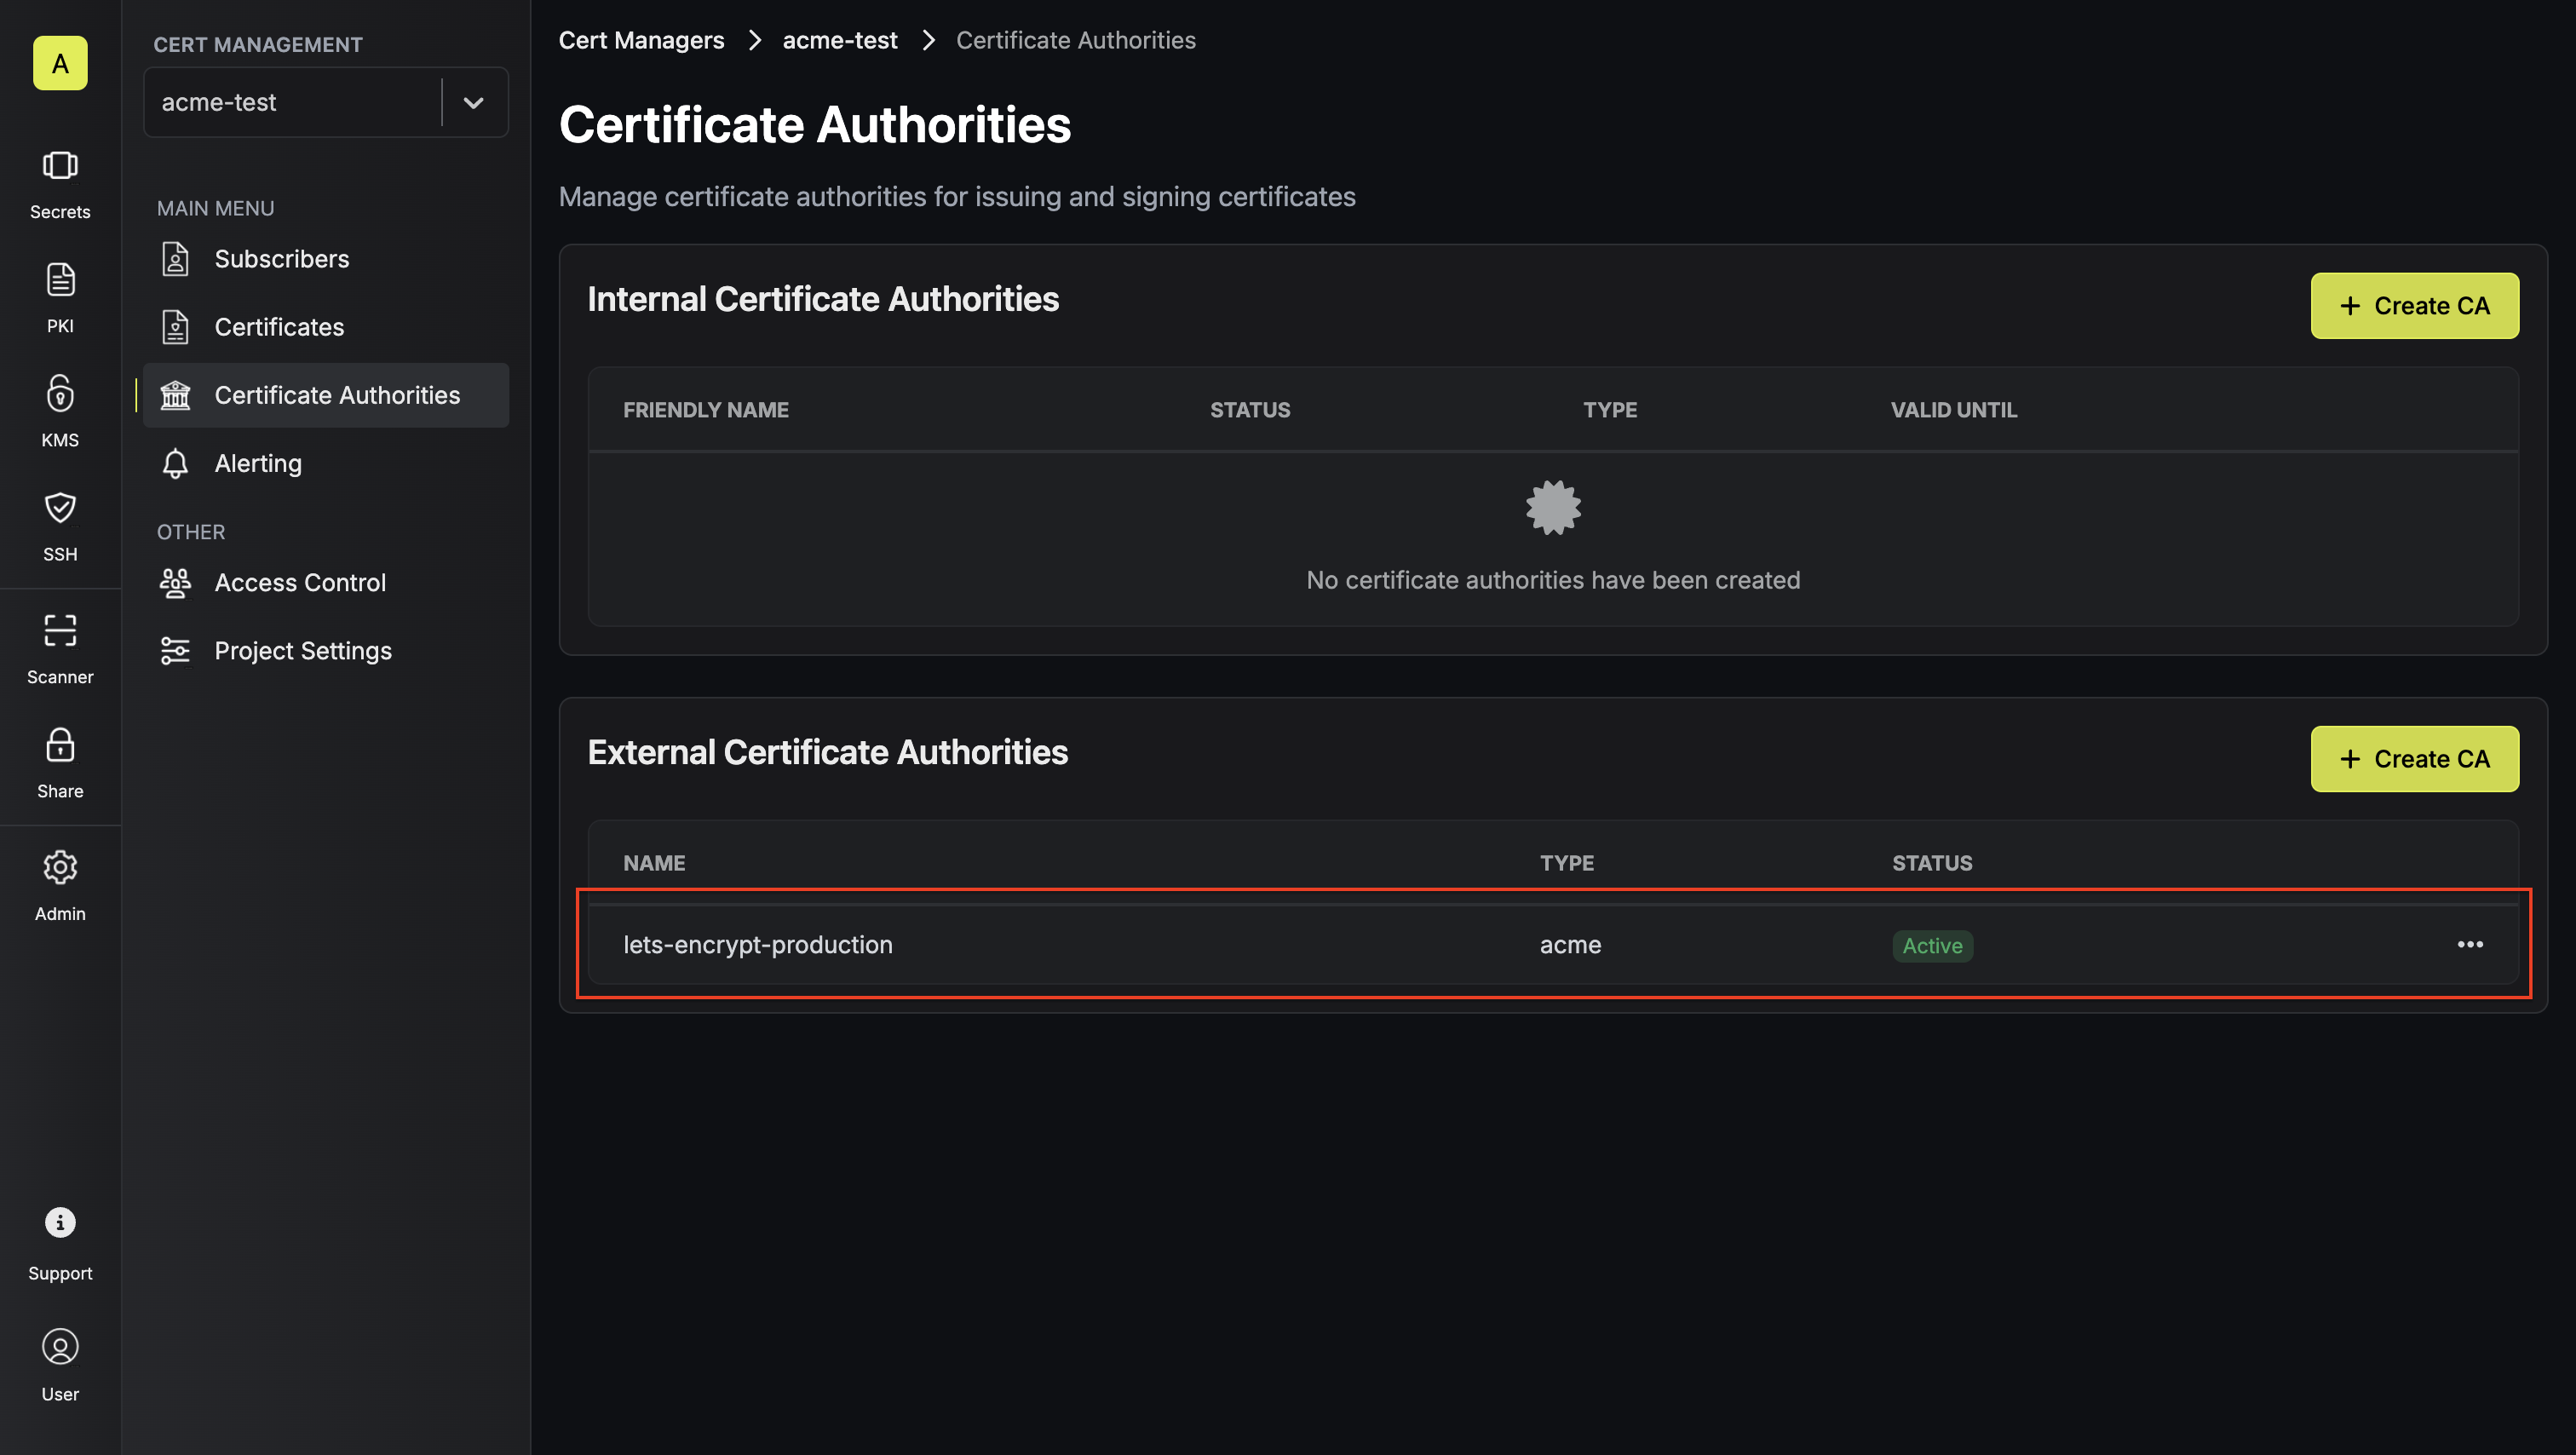 A
Secrets
PKI
KMS
SSH
Scanner
Share
Admin
Support
User
CERT MANAGEMENT
acme-test
MAIN MENU
Subscribers
Certificates
Certificate Authorities
Alerting
OTHER
Access Control
Project Settings
Cert Managers > acme-test > Certificate Authorities
Certificate Authorities
Manage certificate authorities for issuing and signing certificates
Internal Certificate Authorities
+ Create CA
FRIENDLY NAME STATUS TYPE VALID UNTIL
No certificate authorities have been created
External Certificate Authorities
+ Create CA
NAME TYPE STATUS
lets-encrypt-production acme Active